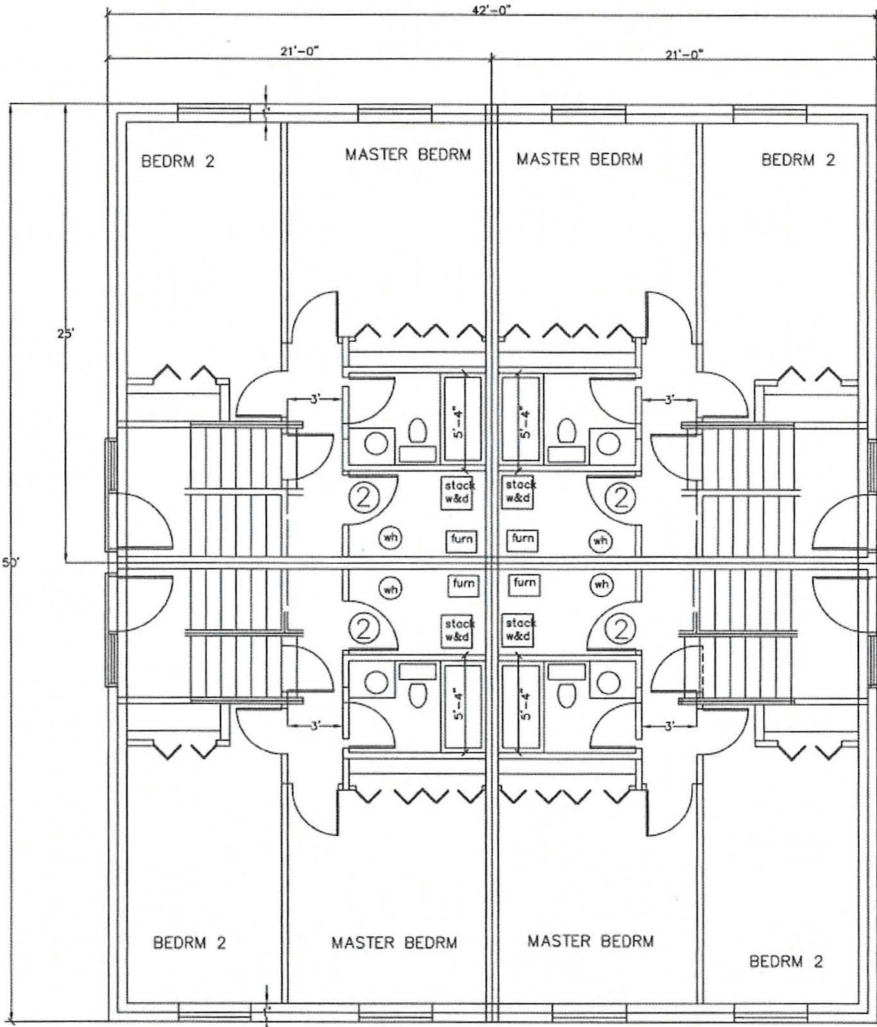 42'-0"
21'-0" 21'-0"
BEDRM 2 MASTER BEDRM MASTER BEDRM BEDRM 2
25'
3' 5'-4" 5'-4" 3'
2 stack w&d stack w&d 2
wh furn furn wh
50'
wh furn furn wh
2 stack w&d stack w&d 2
3' 5'-4" 5'-4" 3'
BEDRM 2 MASTER BEDRM MASTER BEDRM BEDRM 2